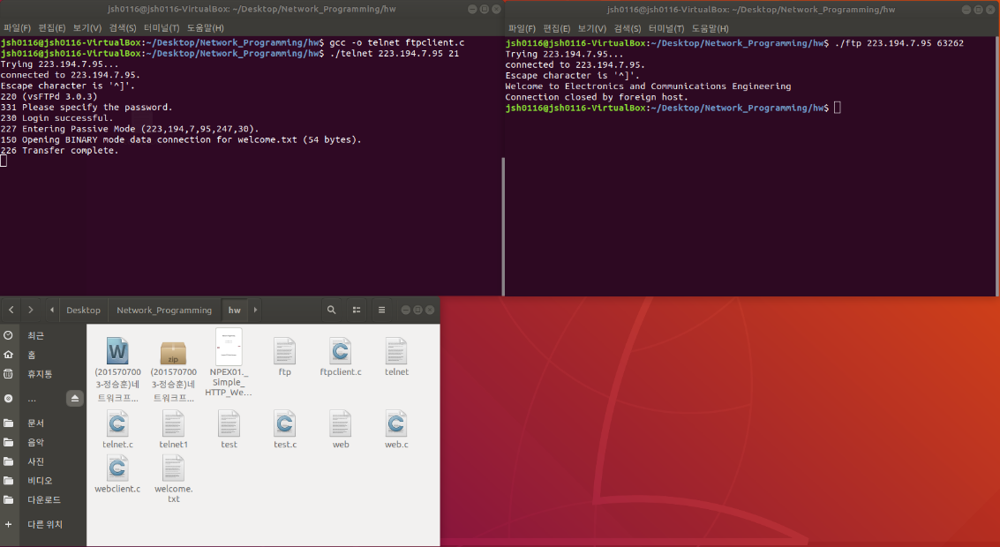 jsh0116@jsh0116-VirtualBox: ~/Desktop/Network_Programming/hw
파일(F) 편집(E) 보기(V) 검색(S) 터미널(T) 도움말(H)
jsh0116@jsh0116-VirtualBox:~/Desktop/Network_Programming/hw$ gcc -o telnet ftpclient.c
jsh0116@jsh0116-VirtualBox:~/Desktop/Network_Programming/hw$ ./telnet 223.194.7.95 21
Trying 223.194.7.95...
connected to 223.194.7.95.
Escape character is '^]'.
220 (vsFTPd 3.0.3)
331 Please specify the password.
230 Login successful.
227 Entering Passive Mode (223,194,7,95,247,30).
150 Opening BINARY mode data connection for welcome.txt (54 bytes).
226 Transfer complete.
jsh0116@jsh0116-VirtualBox: ~/Desktop/Network_Programming/hw
파일(F) 편집(E) 보기(V) 검색(S) 터미널(T) 도움말(H)
jsh0116@jsh0116-VirtualBox:~/Desktop/Network_Programming/hw$ ./ftp 223.194.7.95 63262
Trying 223.194.7.95...
connected to 223.194.7.95.
Escape character is '^]'.
Welcome to Electronics and Communications Engineering
Connection closed by foreign host.
jsh0116@jsh0116-VirtualBox:~/Desktop/Network_Programming/hw$
Desktop Network_Programming hw
최근
홈
휴지통
...
문서
음악
사진
비디오
다운로드
+ 다른 위치
W
(201570700
3-정승훈)네
트워크프...
zip
(201570700
3-정승훈)네
트워크프...
NPEX01._
Simple_
HTTP_We...
ftp
C
ftpclient.c
telnet
C
telnet.c
telnet1
test
C
test.c
web
C
web.c
C
webclient.c
welcome.
txt